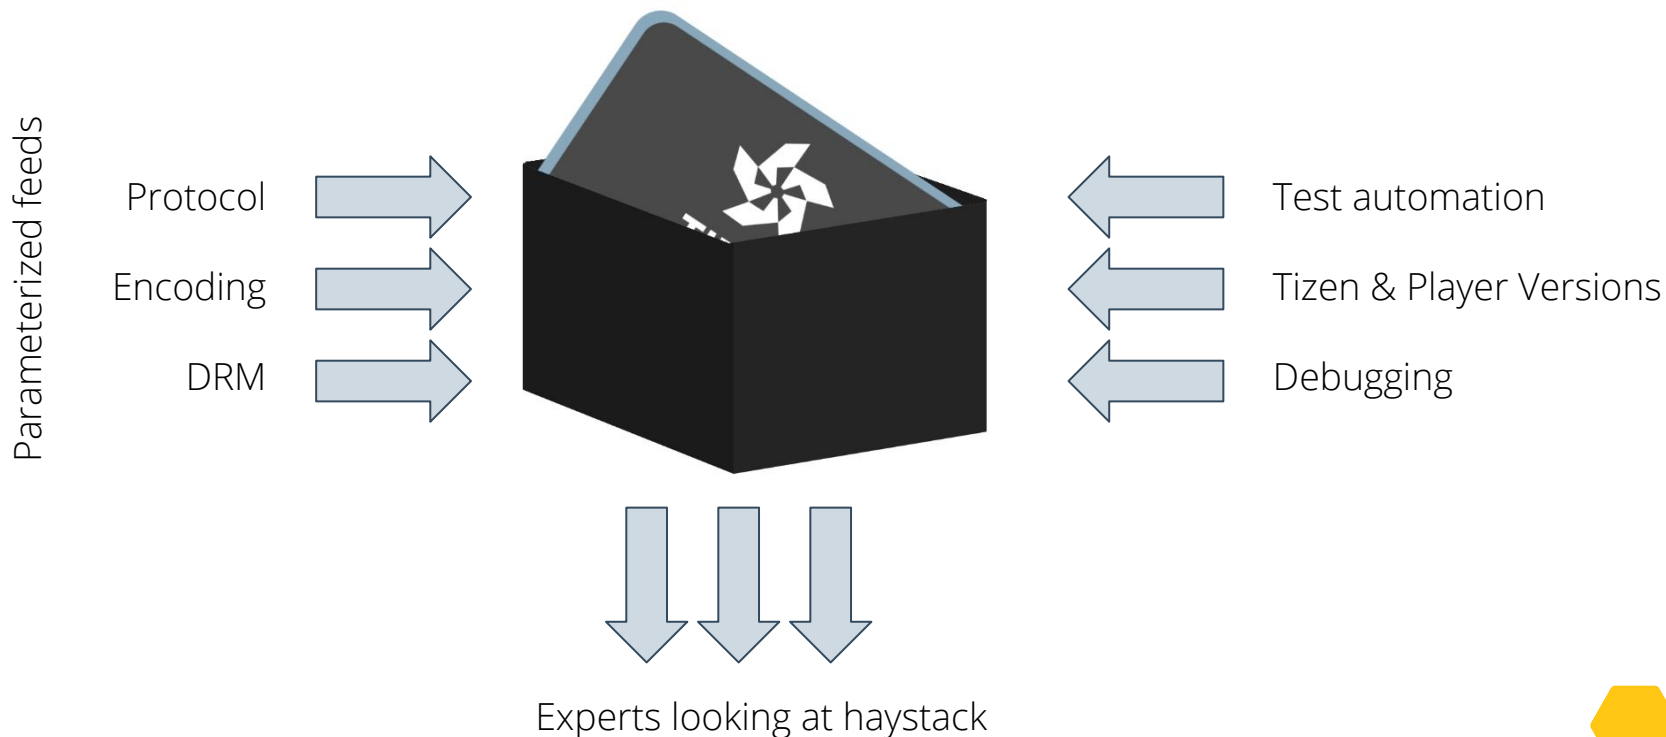 Parameterized feeds
Protocol
Encoding
DRM
Test automation
Tizen & Player Versions
Debugging
Experts looking at haystack